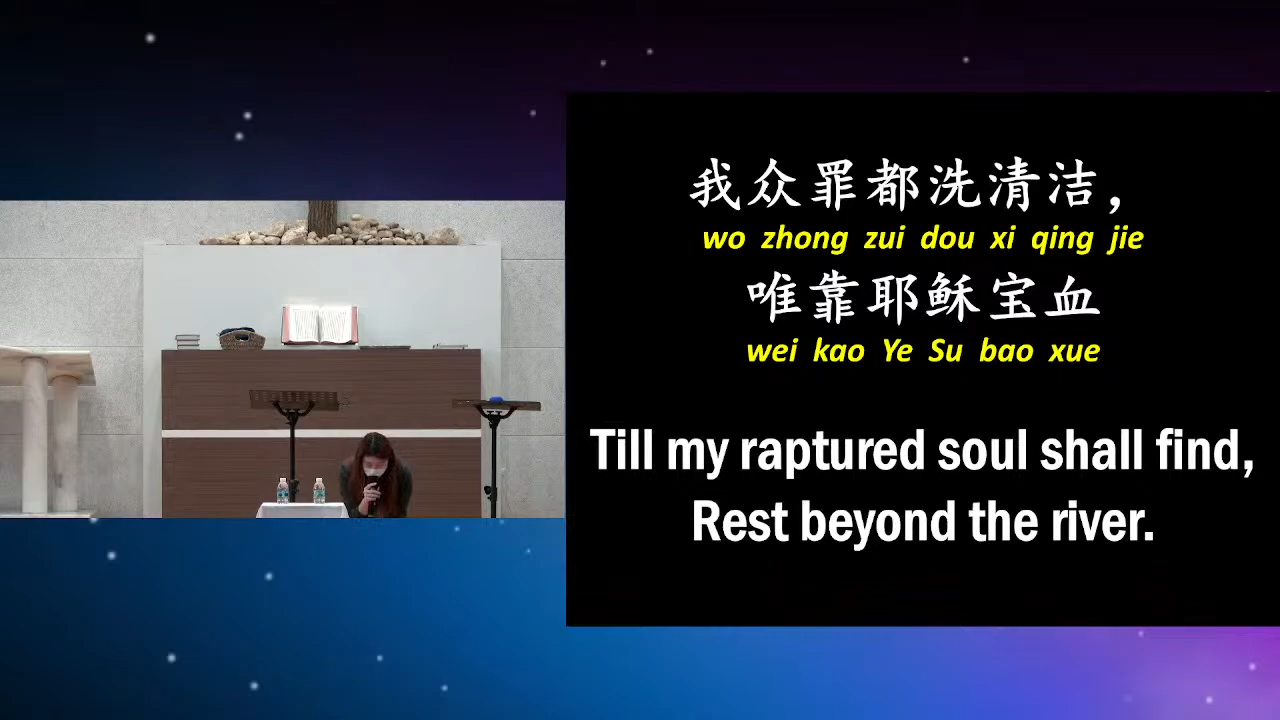 我众罪都洗清洁，
wo zhong zui dou xi qing jie
唯靠耶稣宝血
wei kao Ye Su bao xue
Till my raptured soul shall find,
Rest beyond the river.